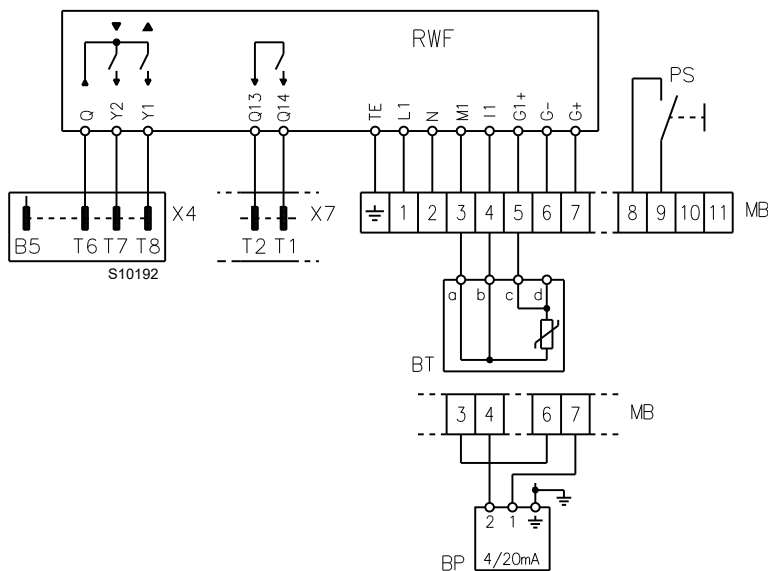 RWF
PS
Q Y2 Y1 Q13 Q14 TE L1 N M1 I1 G1+ G- G+
X4 X7 1 2 3 4 5 6 7 8 9 10 11 MB
B5 T6 T7 T8 T2 T1
S10192
a b c d
BT
3 4 6 7 MB
2 1
BP 4/20mA